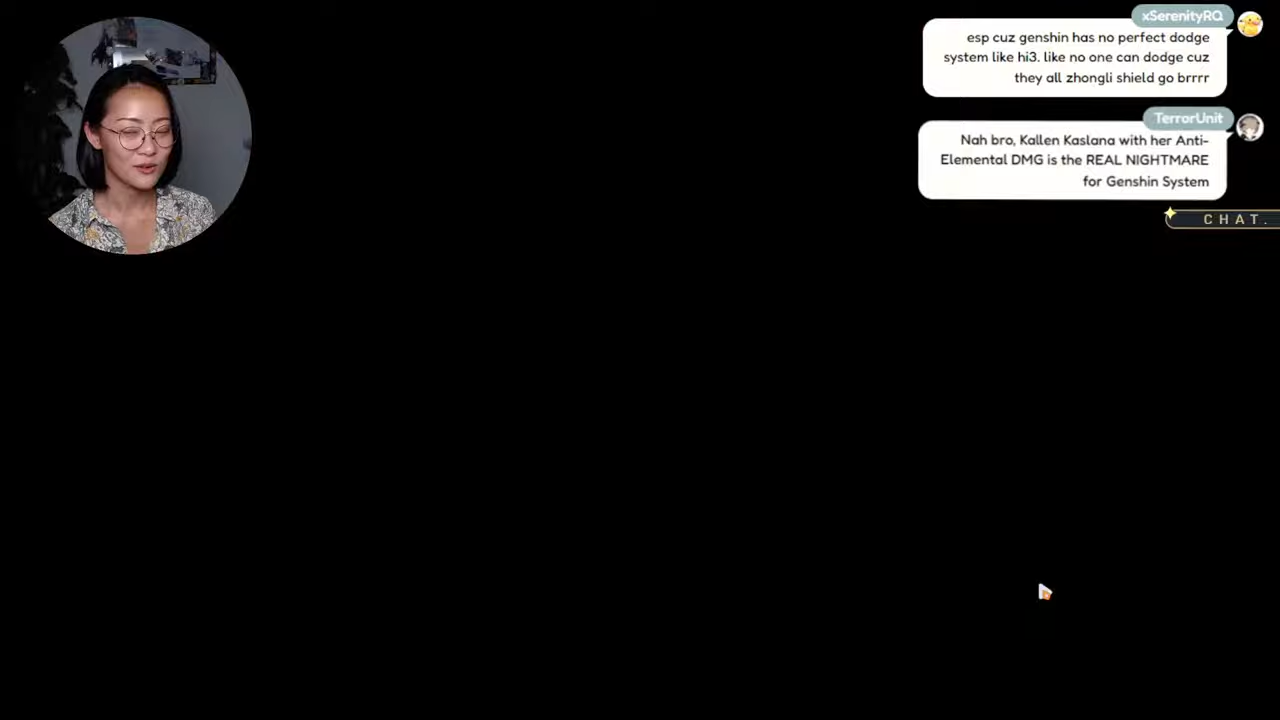 xSerenityRQ
esp cuz genshin has no perfect dodge
system like hi3. like no one can dodge cuz
they all zhongli shield go brrrr
TerrorUnit
Nah bro, Kallen Kaslana with her Anti-
Elemental DMG is the REAL NIGHTMARE
for Genshin System
CHAT.